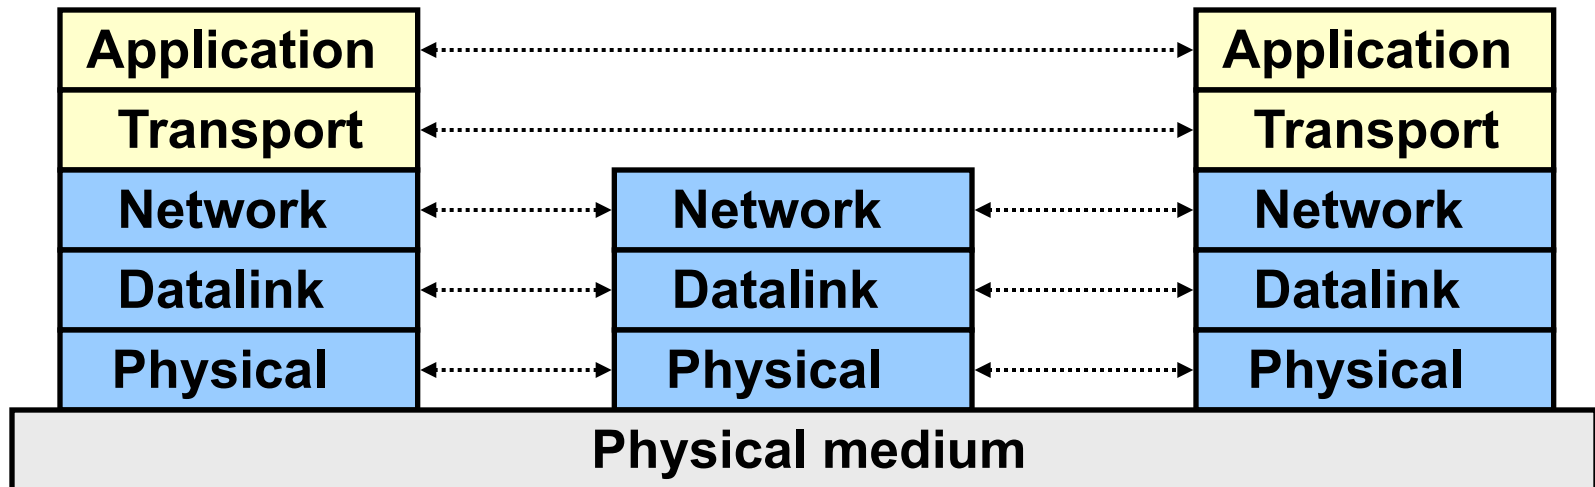 Application Application
Transport Transport
Network Network Network
Datalink Datalink Datalink
Physical Physical Physical
Physical medium